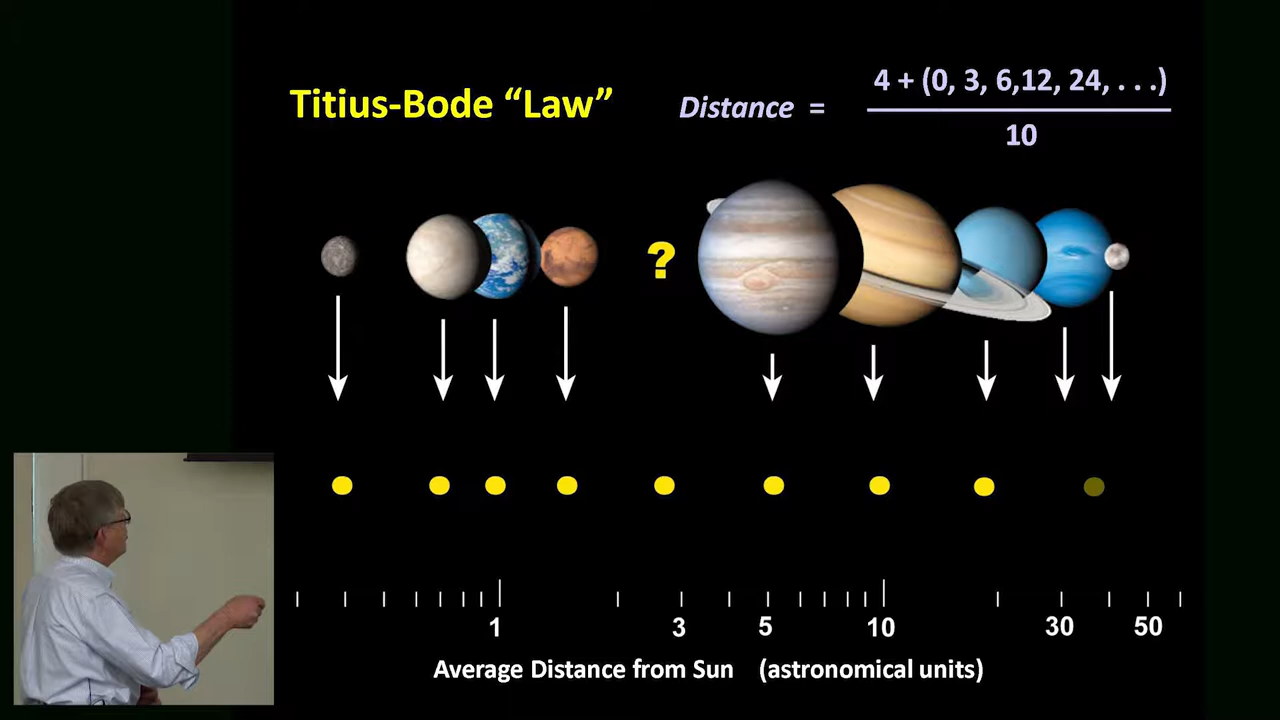 Titius-Bode “Law”
Distance =
4 + (0, 3, 6,12, 24, . . .)
10
?
1 3 5 10 30 50
Average Distance from Sun (astronomical units)